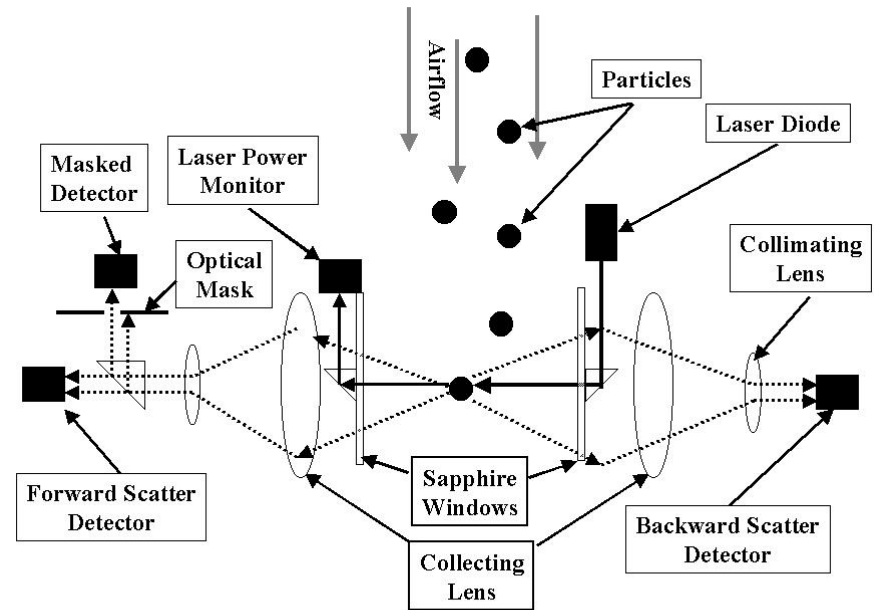 Airflow
Particles
Laser Diode
Masked
Detector
Laser Power
Monitor
Optical
Mask
Collimating
Lens
Forward Scatter
Detector
Sapphire
Windows
Collecting
Lens
Backward Scatter
Detector